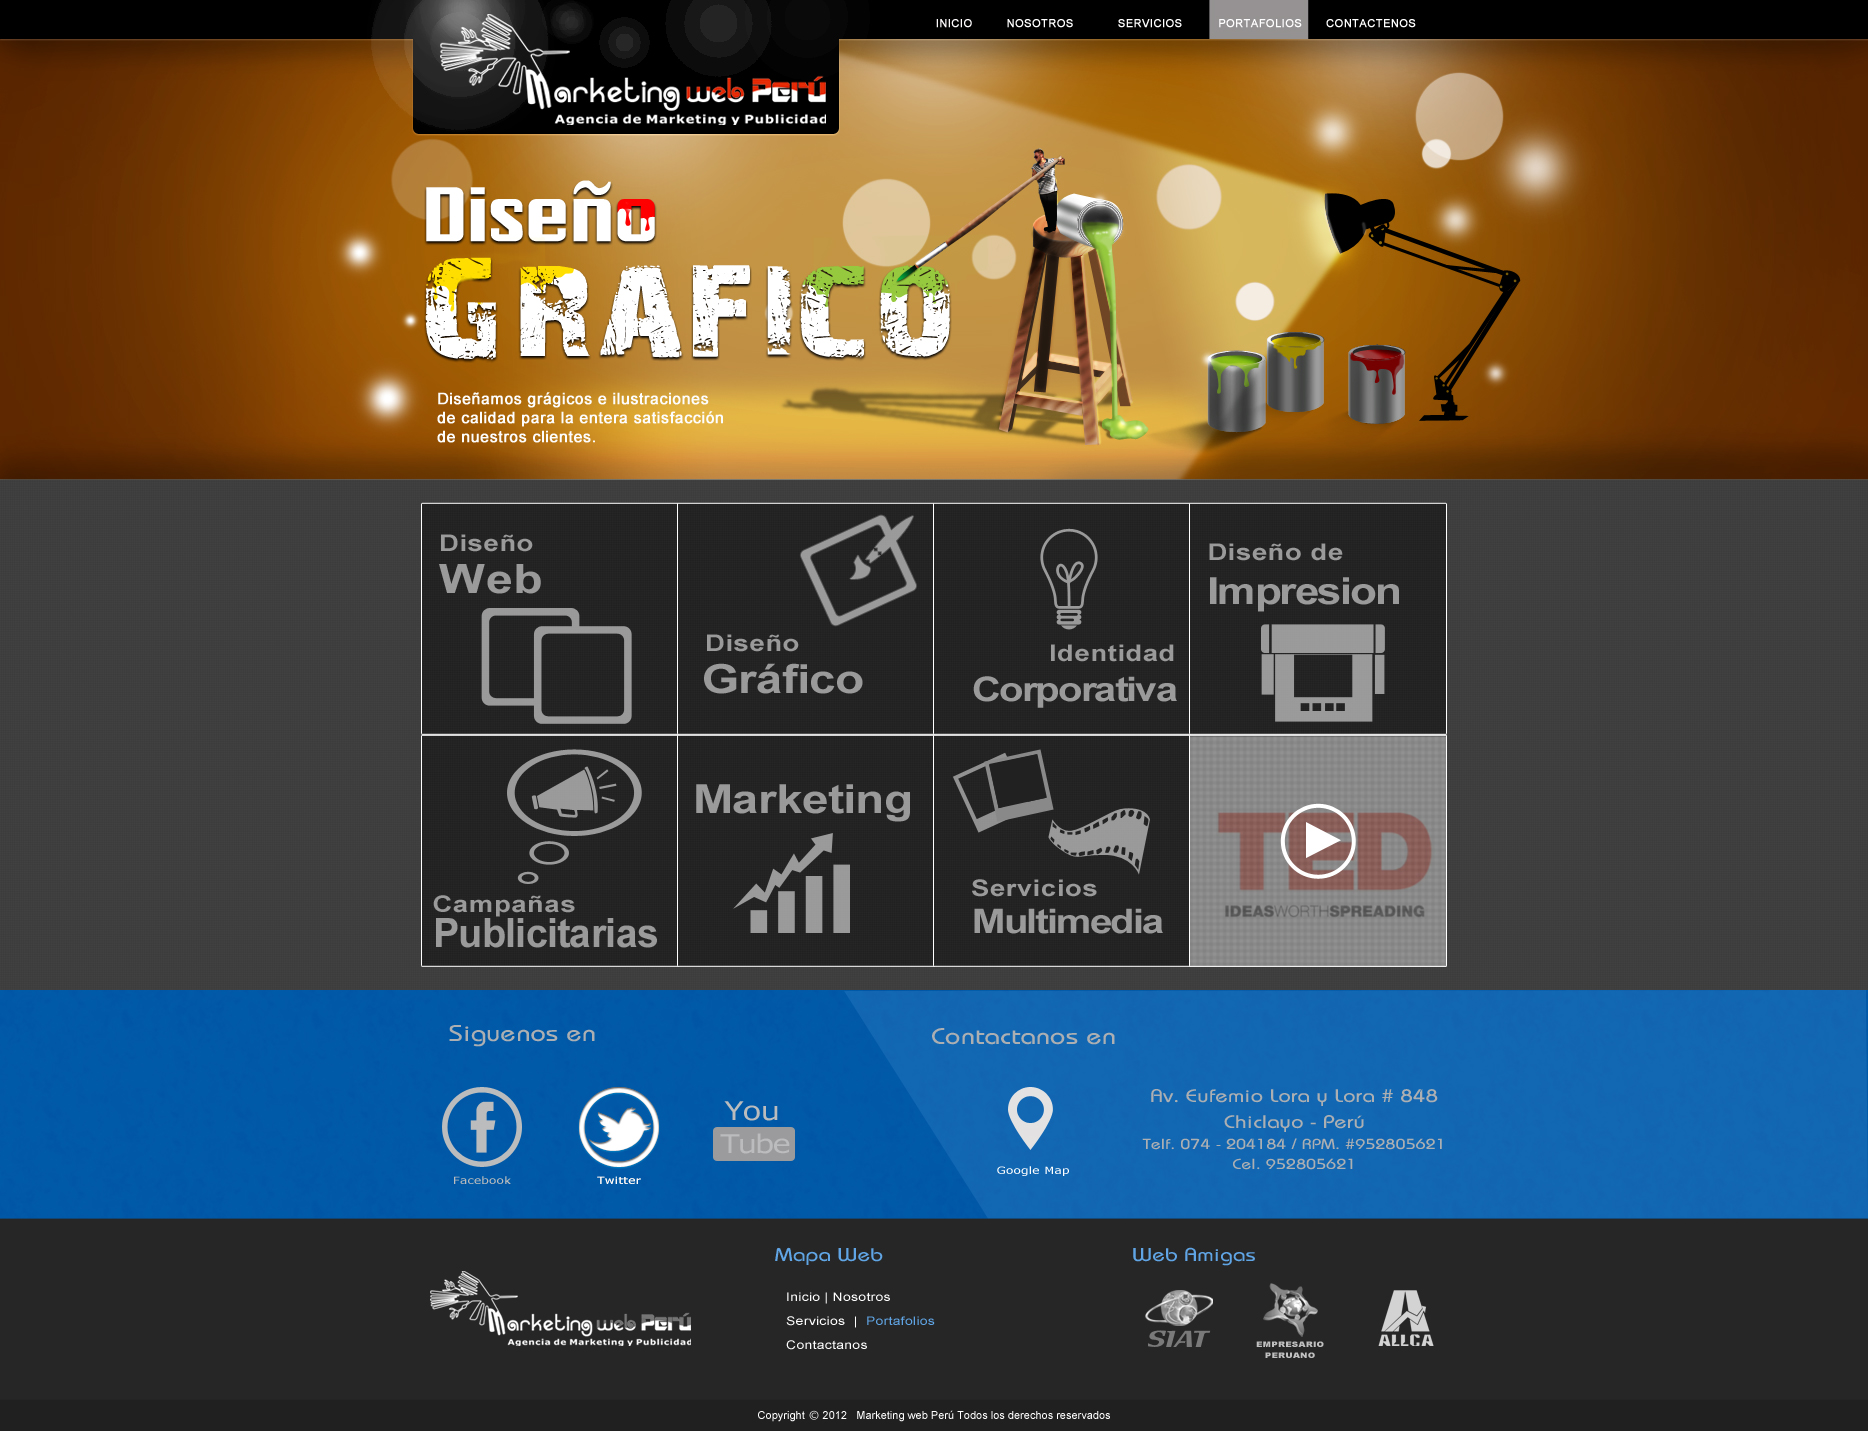 INICIO NOSOTROS SERVICIOS PORTAFOLIOS CONTACTENOS
Marketing web Perú
Agencia de Marketing y Publicidad
Diseño
GRAFICO
Diseñamos grágicos e ilustraciones
de calidad para la entera satisfacción
de nuestros clientes.
Diseño
Web
Diseño
Gráfico
Identidad
Corporativa
Diseño de
Impresion
Campañas
Publicitarias
Marketing
Servicios
Multimedia
TED
IDEAS WORTH SPREADING
Siguenos en
Facebook
Twitter
You
Tube
Contactanos en
Google Map
Av. Eufemio Lora y Lora # 848
Chiclayo - Perú
Telf. 074 - 204184 / RPM. #952805621
Cel. 952805621
Marketing web Perú
Agencia de Marketing y Publicidad
Mapa Web
Inicio | Nosotros
Servicios | Portafolios
Contactanos
Web Amigas
SIAT
EMPRESARIO
PERUANO
ALLCA
Copyright © 2012 Marketing web Perú Todos los derechos reservados